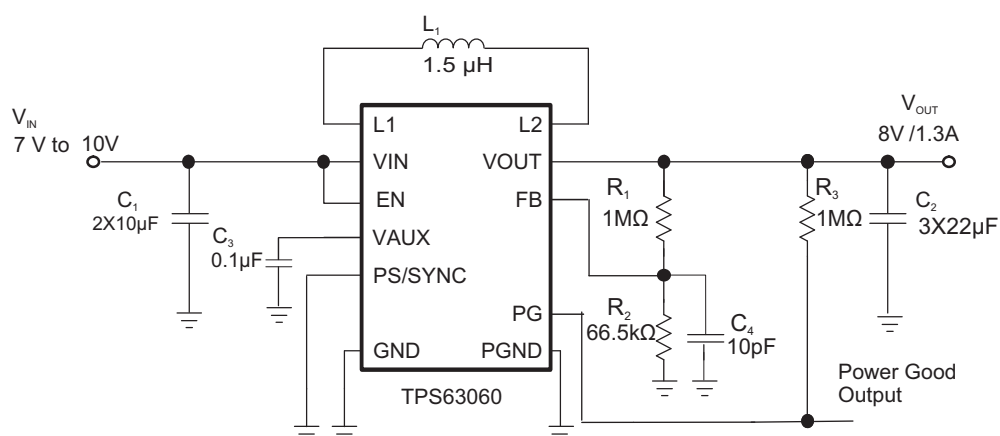 L₁
1.5 µH
V_IN
7 V to 10V
V_OUT
8V /1.3A
L1
L2
VIN
VOUT
EN
FB
VAUX
PS/SYNC
PG
GND
PGND
TPS63060
C₁
2X10µF
C₃
0.1µF
R₁
1MΩ
R₃
1MΩ
C₂
3X22µF
R₂
66.5kΩ
C₄
10pF
Power Good
Output